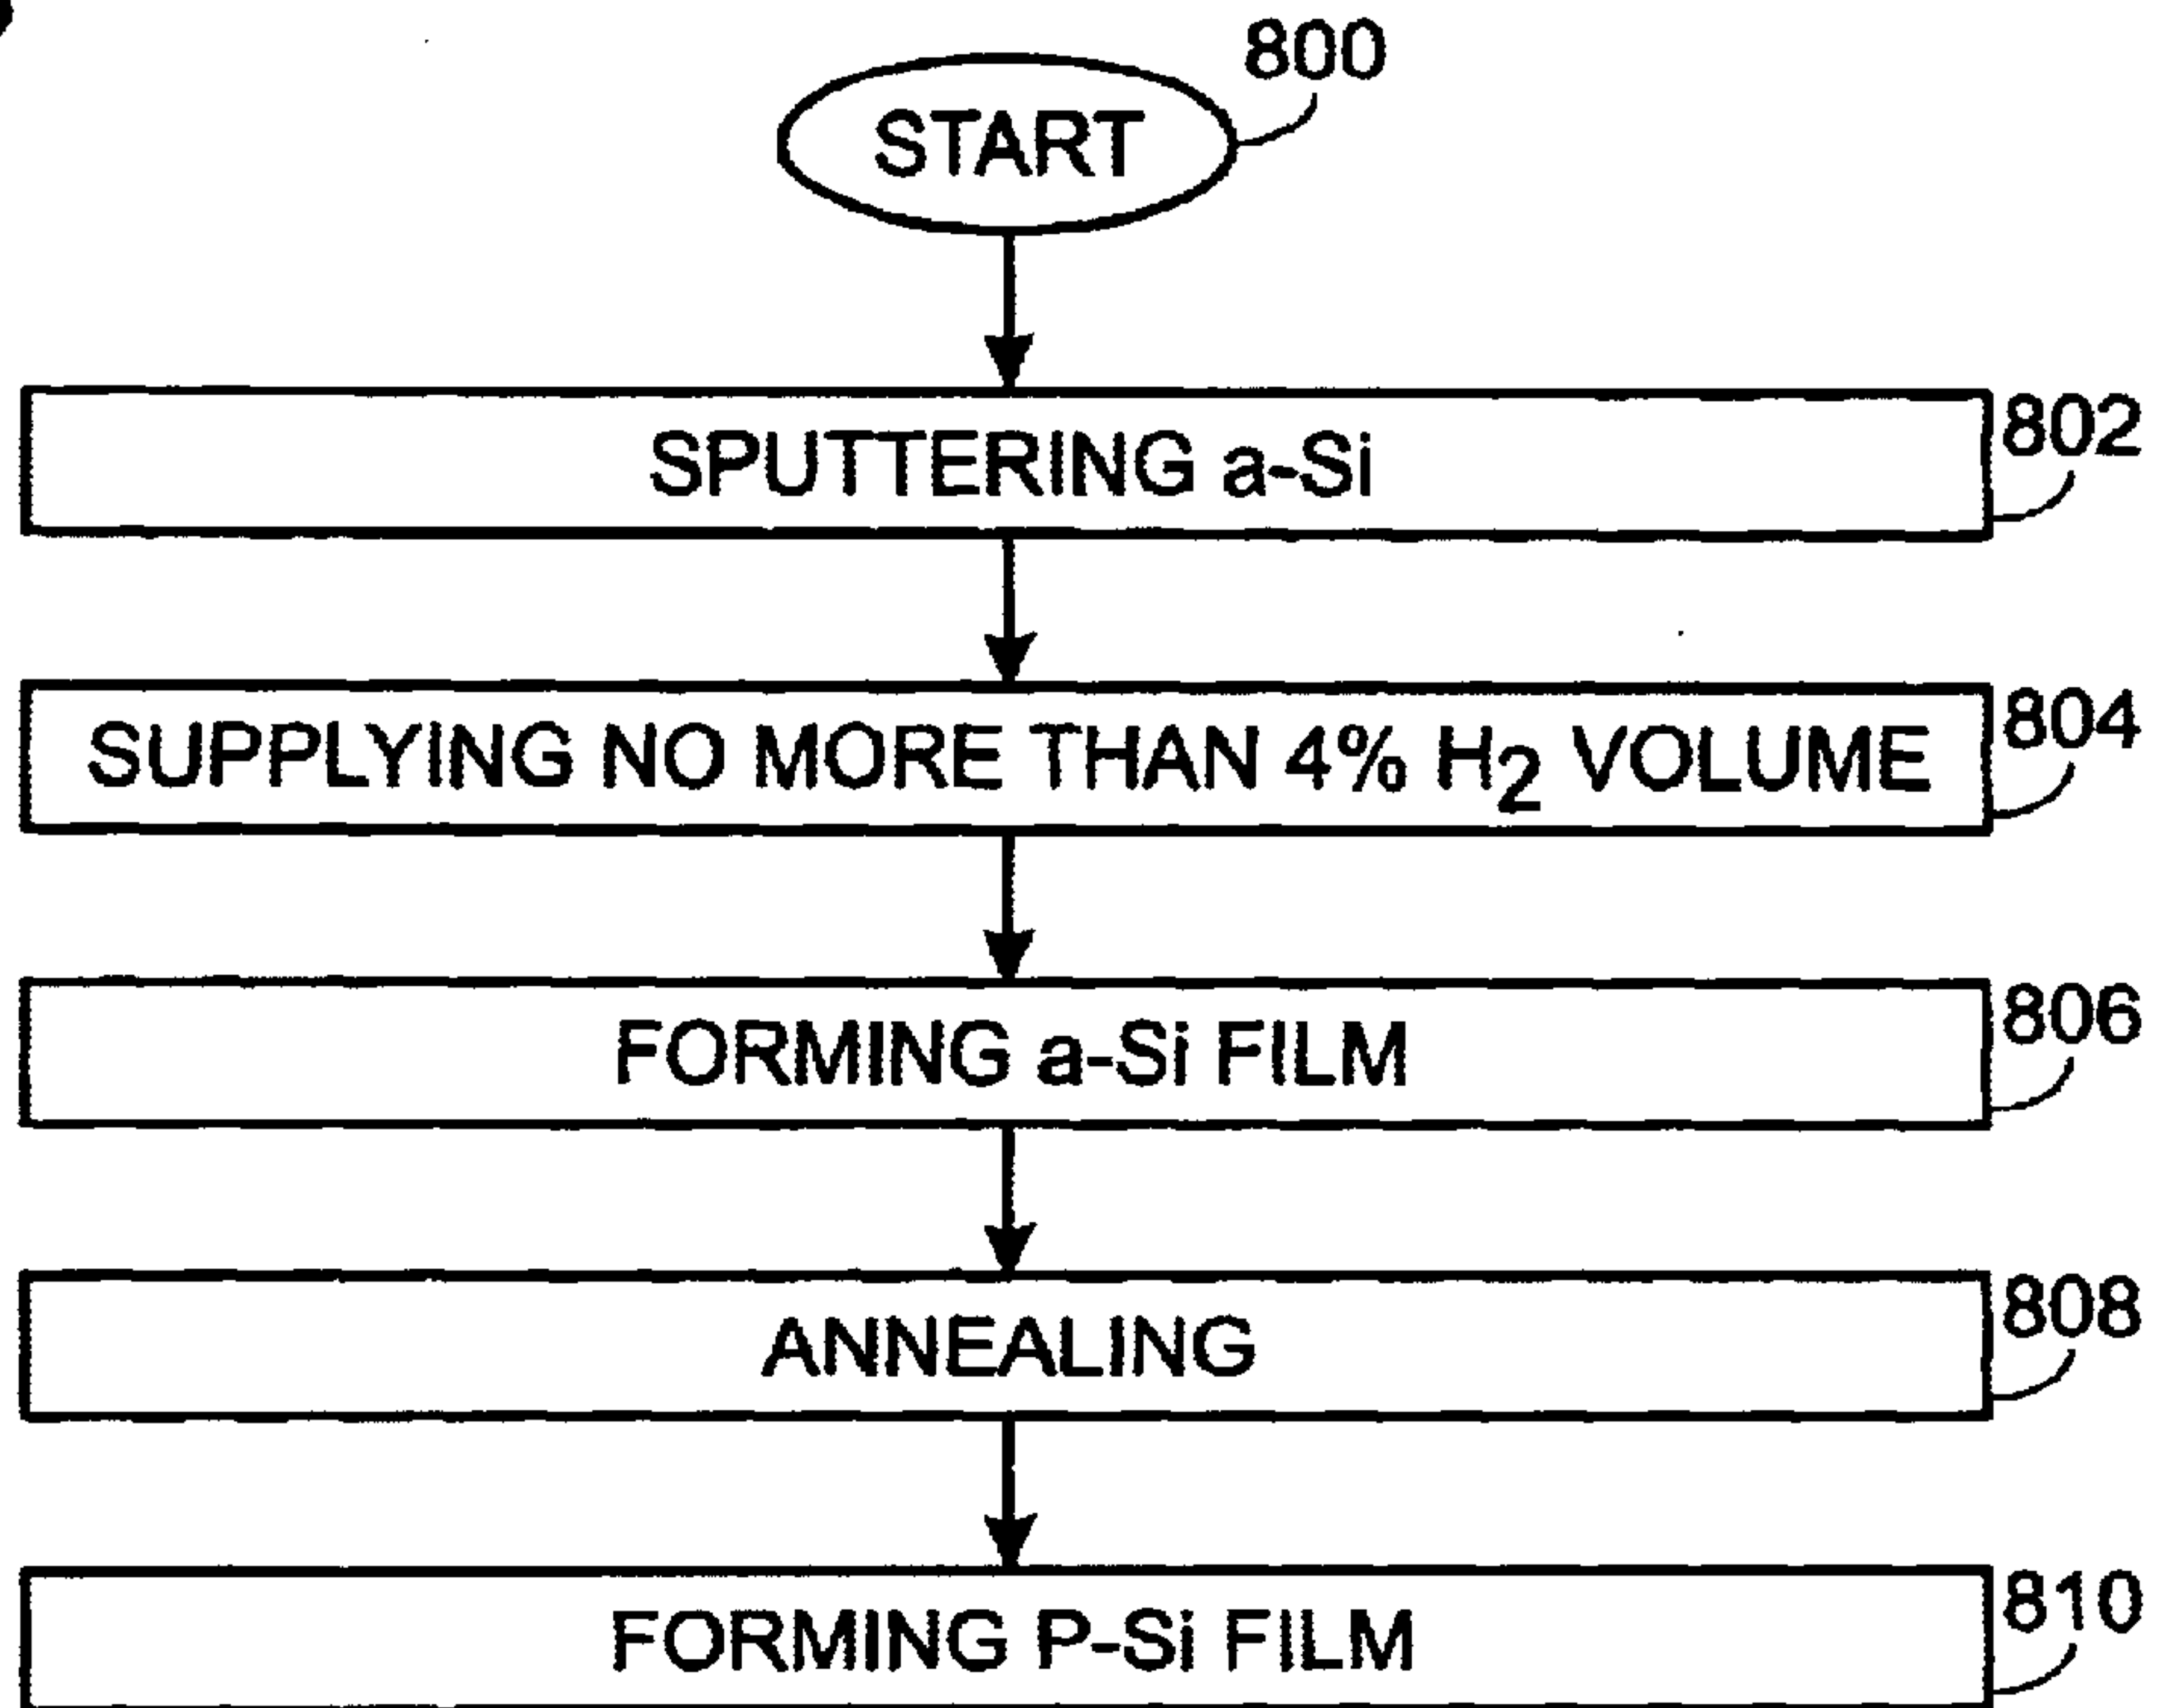 800
START
802
SPUTTERING a-Si
804
SUPPLYING NO MORE THAN 4% H2 VOLUME
806
FORMING a-Si FILM
808
ANNEALING
810
FORMING P-Si FILM